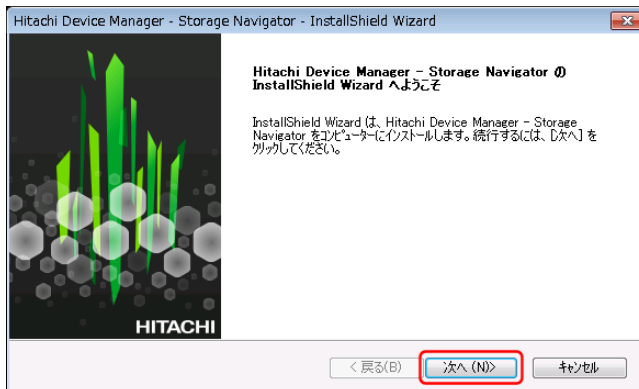 Hitachi Device Manager - Storage Navigator - InstallShield Wizard
Hitachi Device Manager - Storage Navigator の
InstallShield Wizard へようこそ
InstallShield Wizard は、Hitachi Device Manager - Storage
Navigator をコンピューターにインストールします。続行するには、[次へ] を
クリックしてください。
HITACHI
< 戻る(B)
次へ (N)>
キャンセル